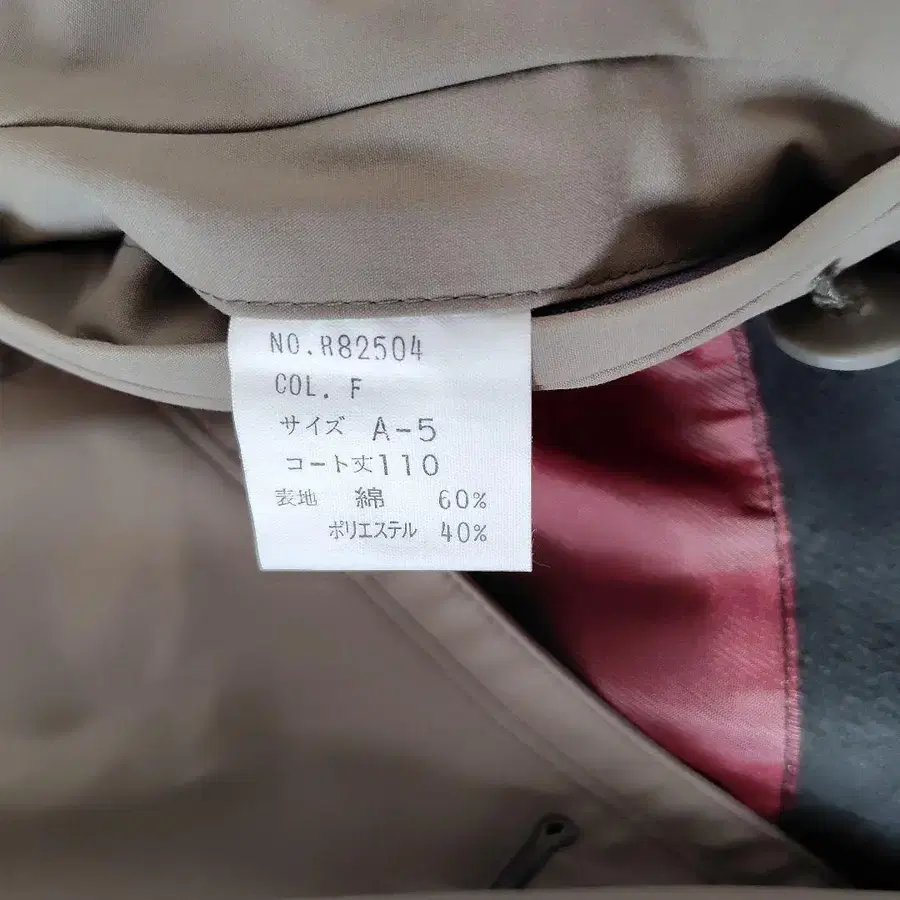 NO.R82504
COL. F
サイズ A-5
コート丈110
表地 綿 60%
ポリエステル 40%